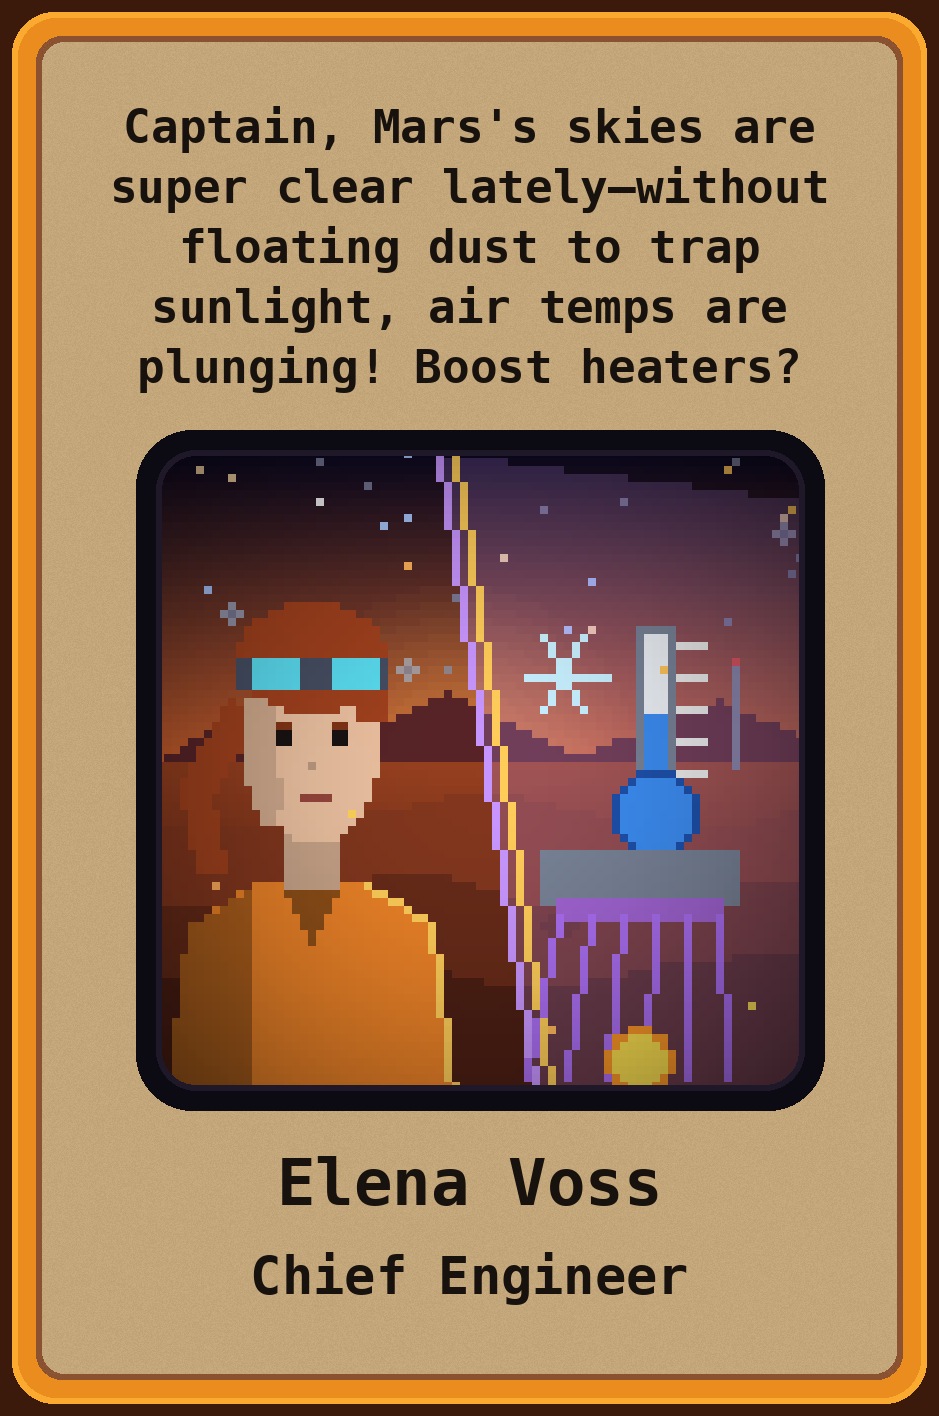 Captain, Mars's skies are
super clear lately—without
floating dust to trap
sunlight, air temps are
plunging! Boost heaters?
Elena Voss
Chief Engineer